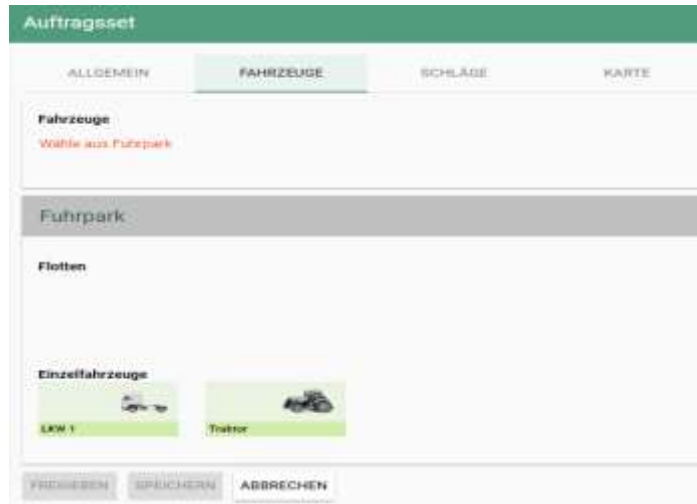 Auftragsset
ALLGEMEIN FAHRZEUGE SCHLÄGE KARTE
Fahrzeuge
Wähle aus Fuhrpark
Fuhrpark
Flotten
Einzelfahrzeuge
LKW 1 Traktor
FREIGEBEN SPEICHERN ABBRECHEN